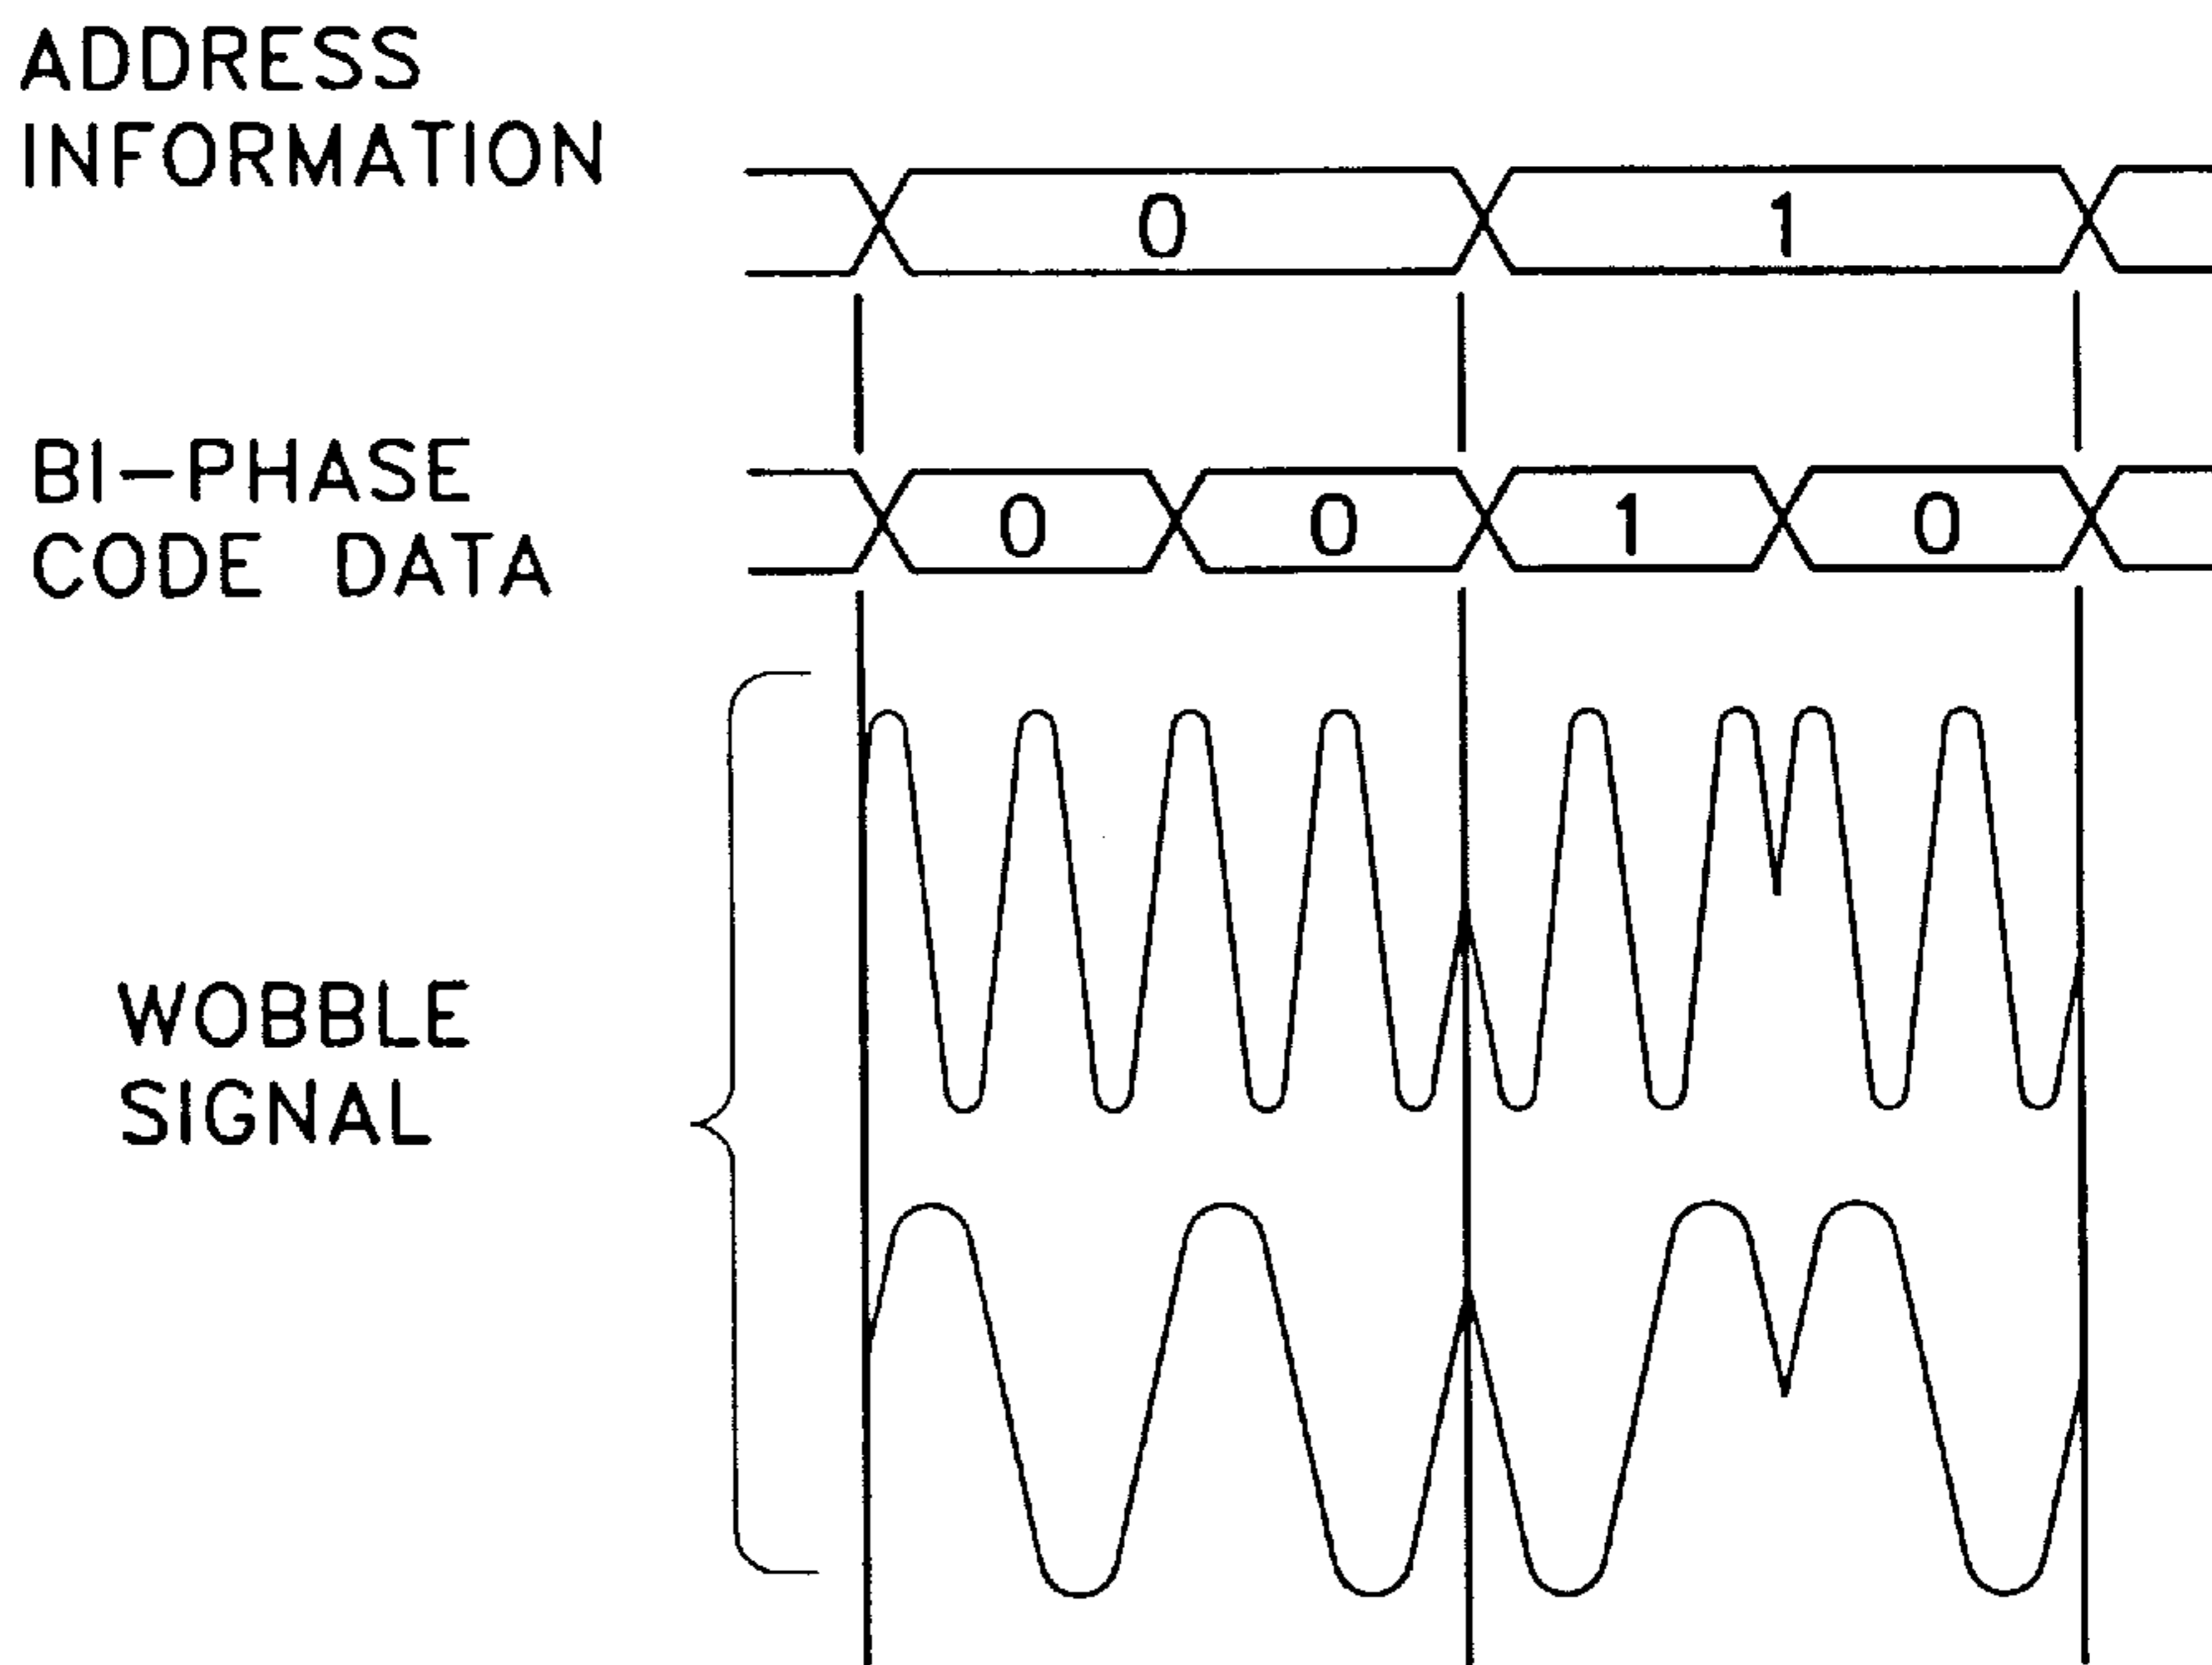 ADDRESS
INFORMATION
0 1
BI-PHASE
CODE DATA
0 0 1 0
WOBBLE
SIGNAL